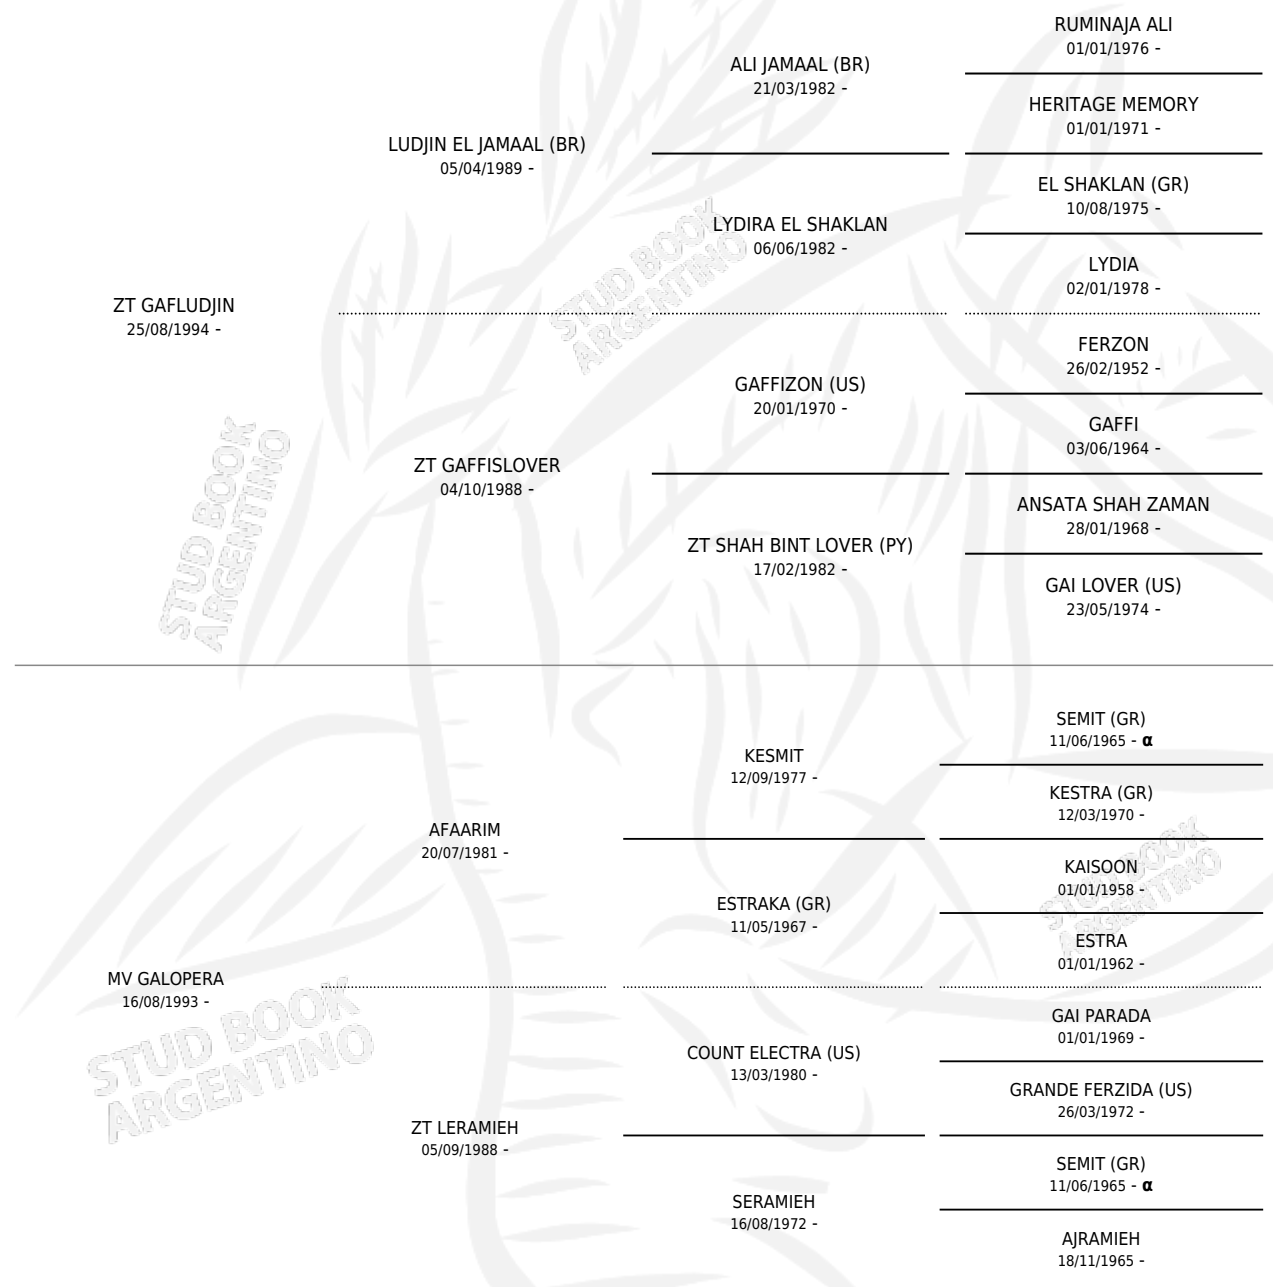 RUMINAJA ALI
01/01/1976 -
ALI JAMAAL (BR)
21/03/1982 -
HERITAGE MEMORY
01/01/1971 -
LUDJIN EL JAMAAL (BR)
05/04/1989 -
EL SHAKLAN (GR)
10/08/1975 -
LYDIRA EL SHAKLAN
06/06/1982 -
LYDIA
02/01/1978 -
ZT GAFLUDJIN
25/08/1994 -
FERZON
26/02/1952 -
GAFFIZON (US)
20/01/1970 -
GAFFI
03/06/1964 -
ZT GAFFISLOVER
04/10/1988 -
ANSATA SHAH ZAMAN
28/01/1968 -
ZT SHAH BINT LOVER (PY)
17/02/1982 -
GAI LOVER (US)
23/05/1974 -
SEMIT (GR)
11/06/1965 - α
KESMIT
12/09/1977 -
KESTRA (GR)
12/03/1970 -
AFAARIM
20/07/1981 -
KAISOON
01/01/1958 -
ESTRAKA (GR)
11/05/1967 -
ESTRA
01/01/1962 -
MV GALOPERA
16/08/1993 -
GAI PARADA
01/01/1969 -
COUNT ELECTRA (US)
13/03/1980 -
GRANDE FERZIDA (US)
26/03/1972 -
ZT LERAMIEH
05/09/1988 -
SEMIT (GR)
11/06/1965 - α
SERAMIEH
16/08/1972 -
AJRAMIEH
18/11/1965 -
STUD BOOK
ARGENTINO
STUD BOOK
ARGENTINO
STUD BOOK
ARGENTINO
STUD BOOK
ARGENTINO